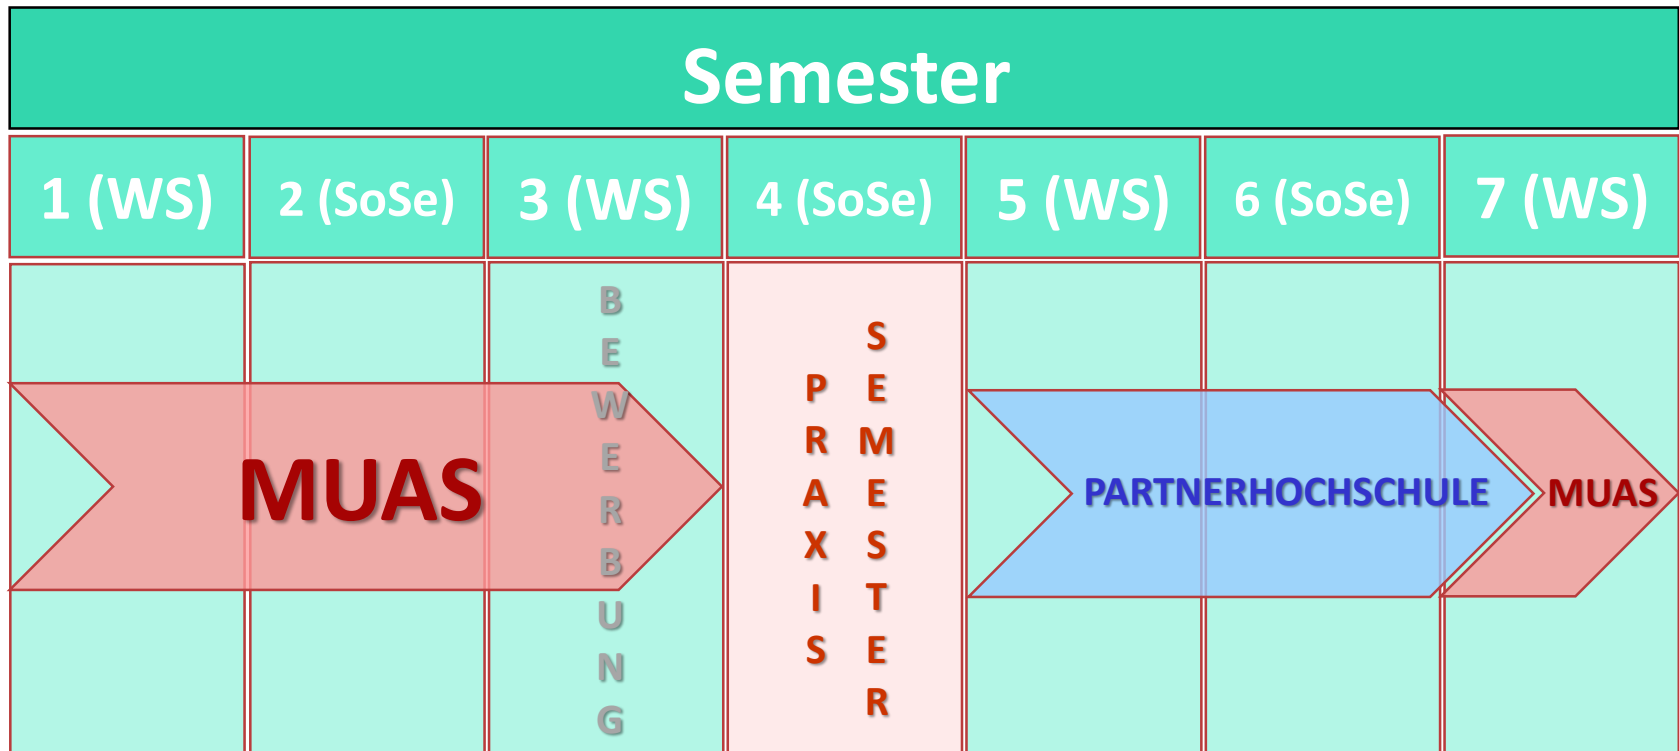 Semester
1 (WS) 2 (SoSe) 3 (WS) 4 (SoSe) 5 (WS) 6 (SoSe) 7 (WS)
MUAS
BEWERBUNG
PRAXIS
SEMESTER
PARTNERHOCHSCHULE
MUAS